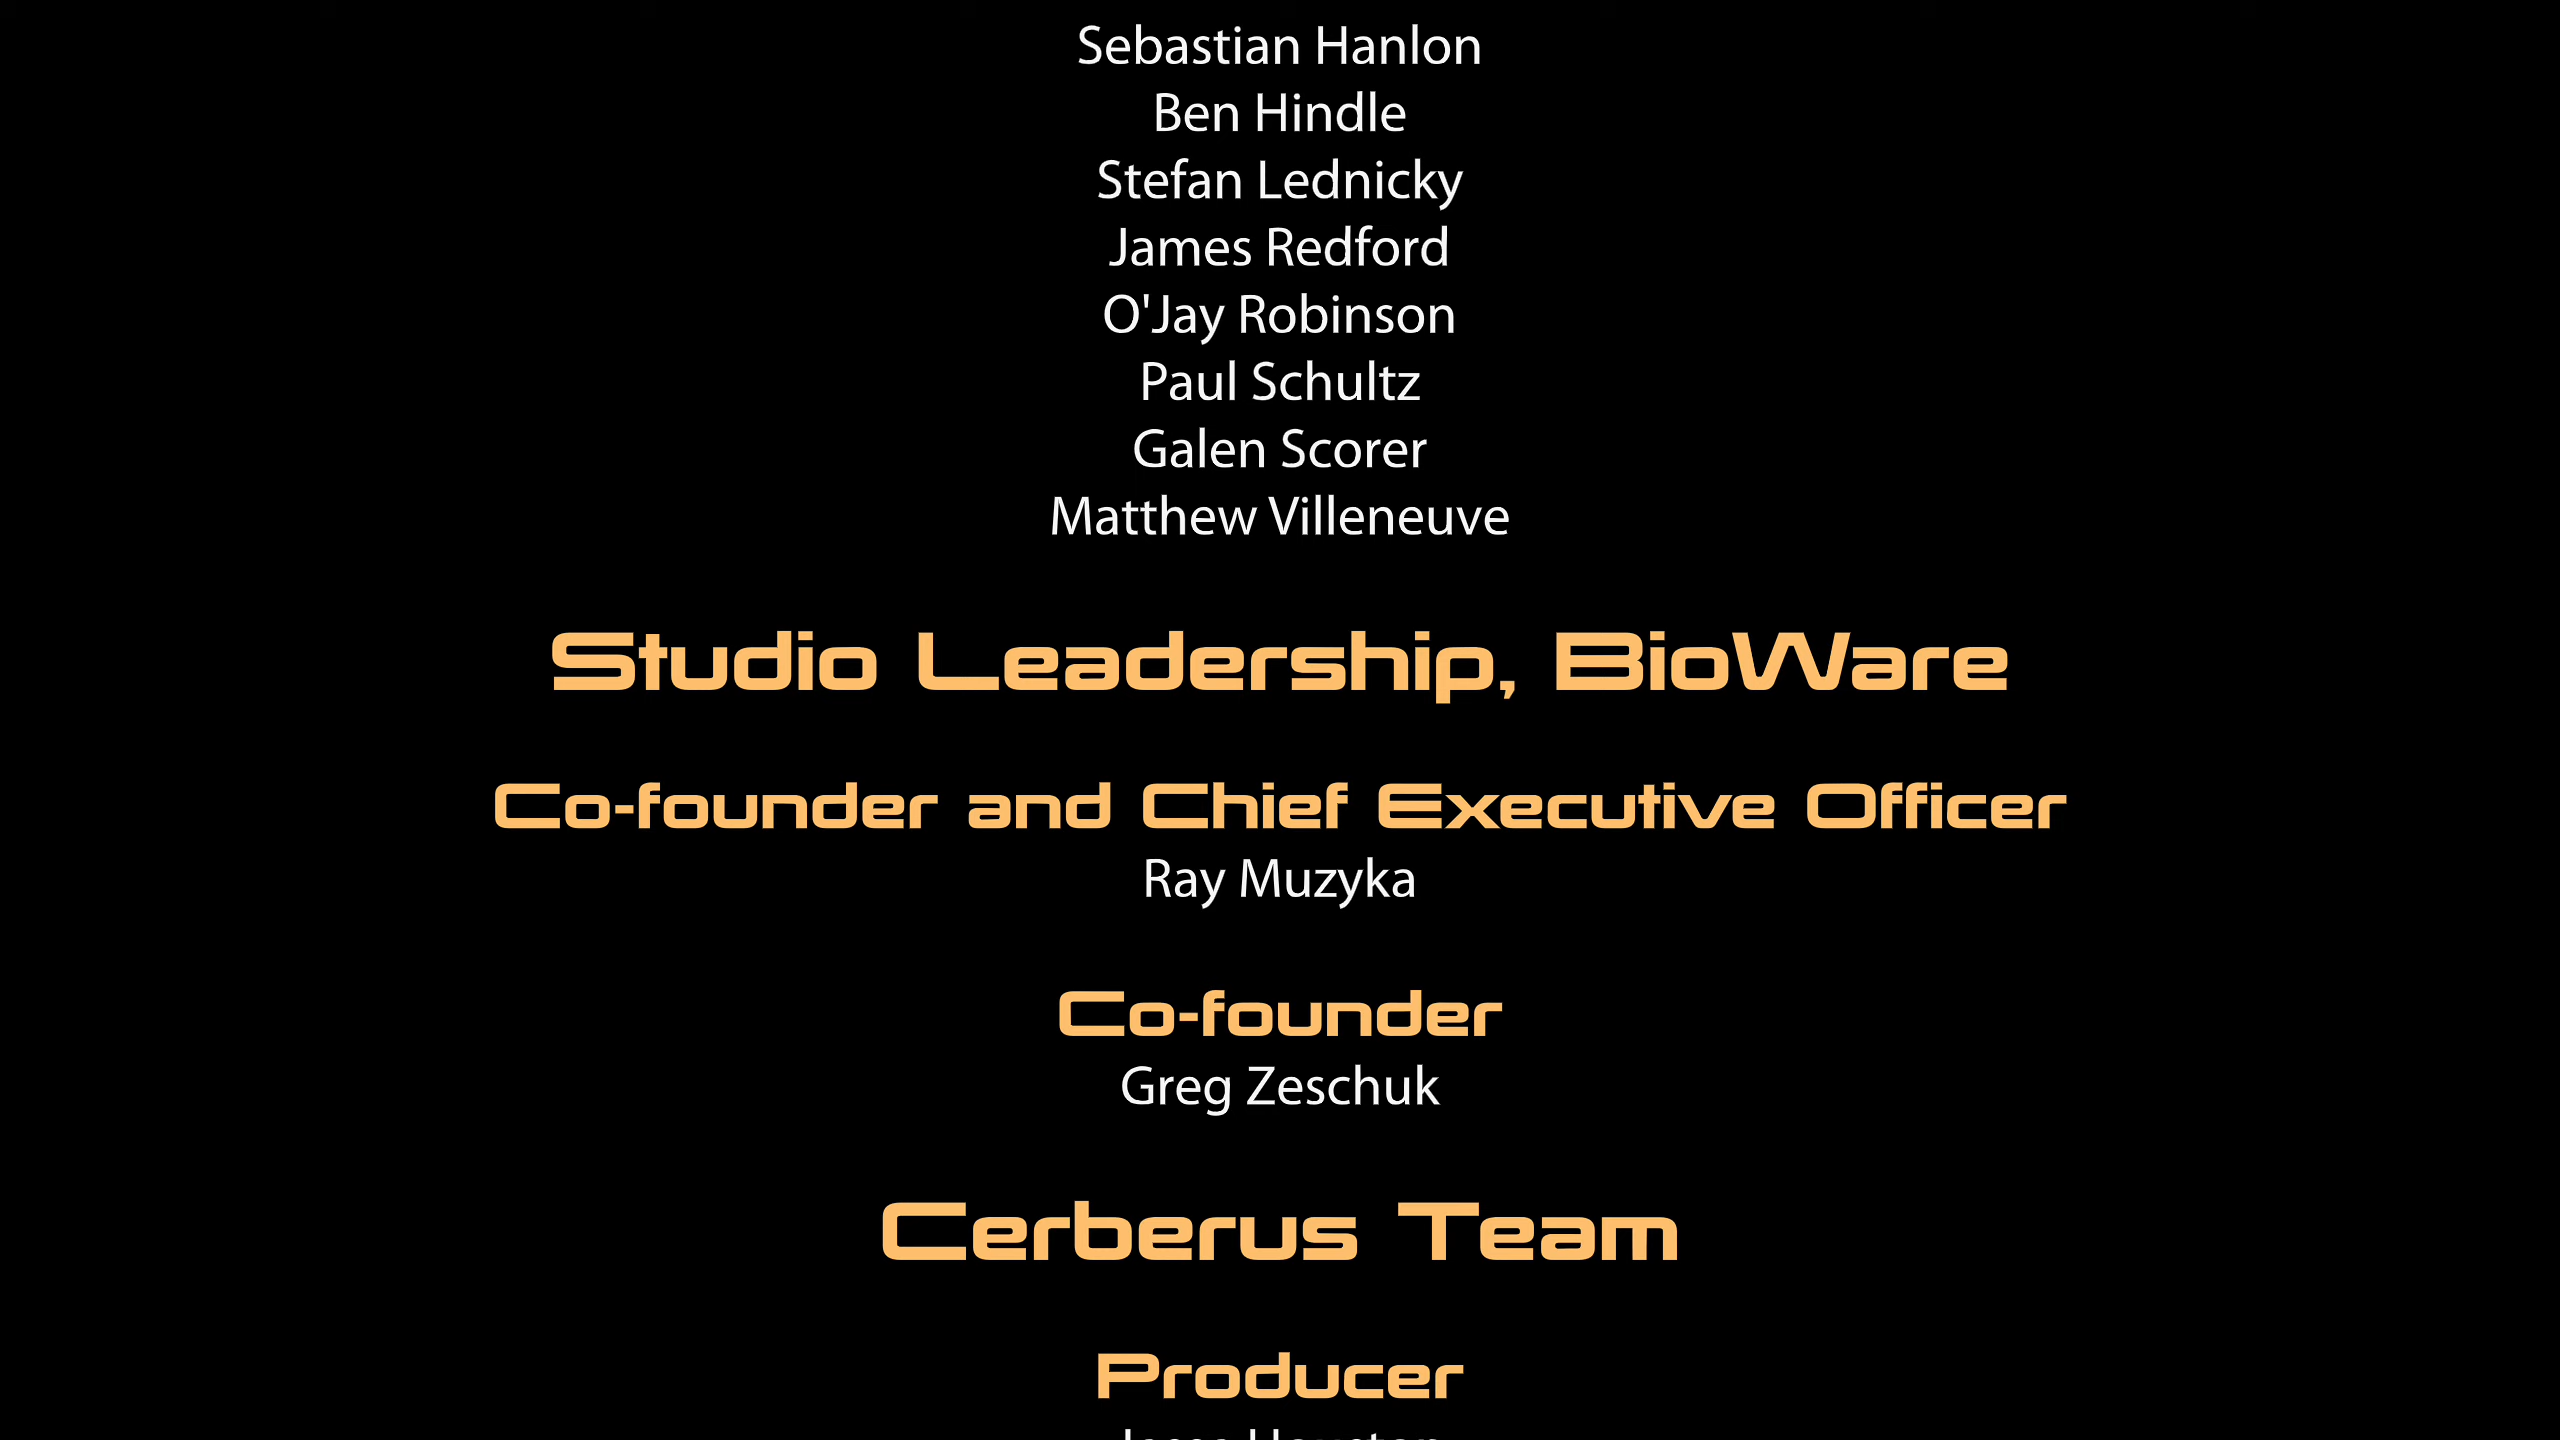 Sebastian Hanlon
Ben Hindle
Stefan Lednicky
James Redford
O'Jay Robinson
Paul Schultz
Galen Scorer
Matthew Villeneuve
Studio Leadership, BioWare
Co-founder and Chief Executive Officer
Ray Muzyka
Co-founder
Greg Zeschuk
Cerberus Team
Producer